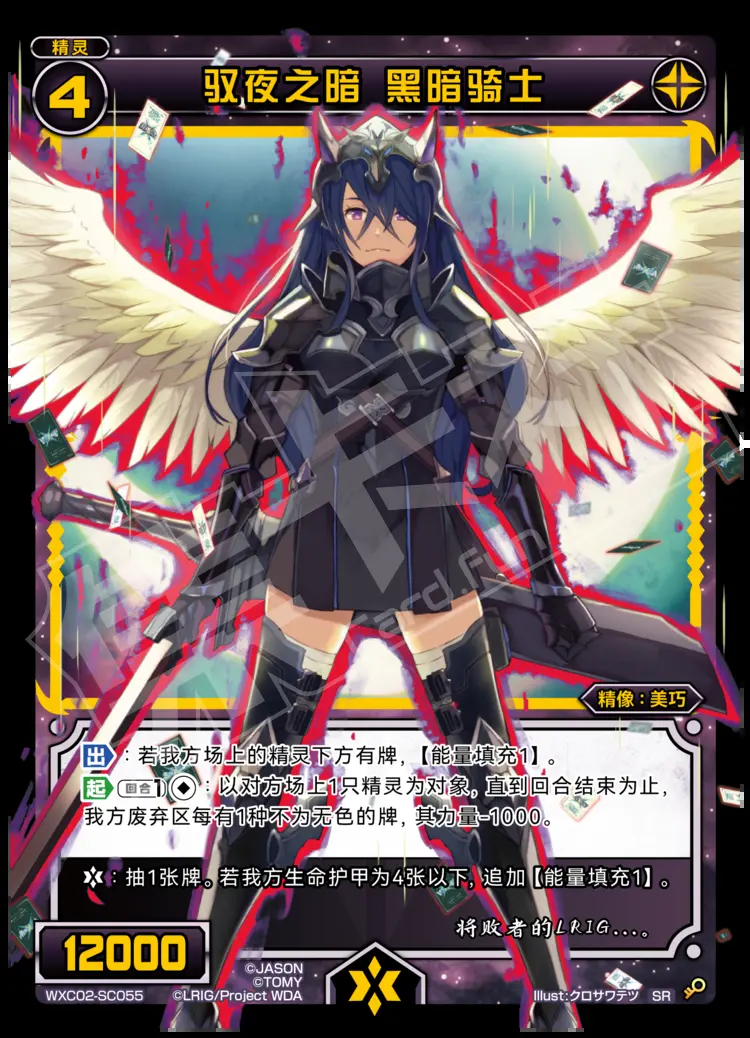 精灵
4
驭夜之暗 黑暗骑士
精像：美巧
出：若我方场上的精灵下方有牌，【能量填充1】。
起 回合1 ◆：以对方场上1只精灵为对象，直到回合结束为止，
我方废弃区每有1种不为无色的牌，其力量-1000。
：抽1张牌。若我方生命护甲为4张以下，追加【能量填充1】。
将败者的LRIG...。
12000
©JASON
©TOMY
WXC02-SC055 ©LRIG/Project WDA
Illust:クロサワテツ SR
Card.fun